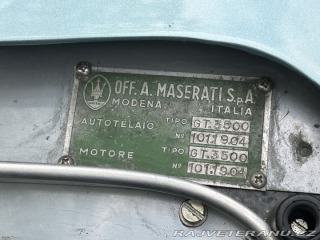 OFF. A. MASERATI S.p.A.
MODENA ITALIA
AUTOTELAIO TIPO GT.3500
No 101.1904
MOTORE TIPO GT.3500
No 101.1904
RAJVETERANU.CZ